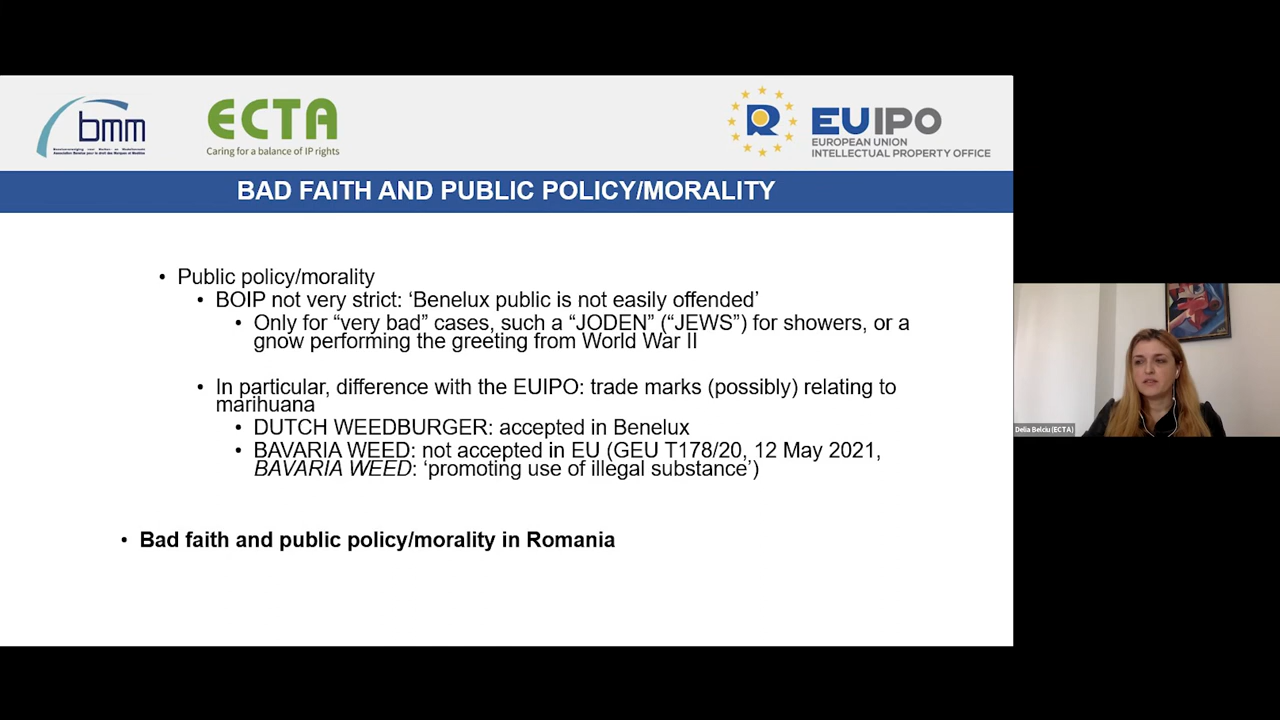 bmm
ECTA
Caring for a balance of IP rights
R
EUIPO
EUROPEAN UNION
INTELLECTUAL PROPERTY OFFICE
BAD FAITH AND PUBLIC POLICY/MORALITY
• Public policy/morality
• BOIP not very strict: ‘Benelux public is not easily offended’
• Only for “very bad” cases, such a “JODEN” (“JEWS”) for showers, or a
gnow performing the greeting from World War II
• In particular, difference with the EUIPO: trade marks (possibly) relating to
marihuana
• DUTCH WEEDBURGER: accepted in Benelux
• BAVARIA WEED: not accepted in EU (GEU T178/20, 12 May 2021,
BAVARIA WEED: ‘promoting use of illegal substance’)
• Bad faith and public policy/morality in Romania
Delia Belciu (ECTA)